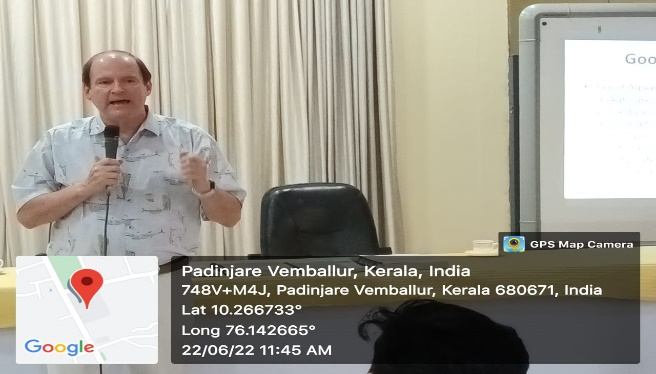 Goo
GPS Map Camera
Padinjare Vemballur, Kerala, India
748V+M4J, Padinjare Vemballur, Kerala 680671, India
Lat 10.266733°
Long 76.142665°
22/06/22 11:45 AM
Google